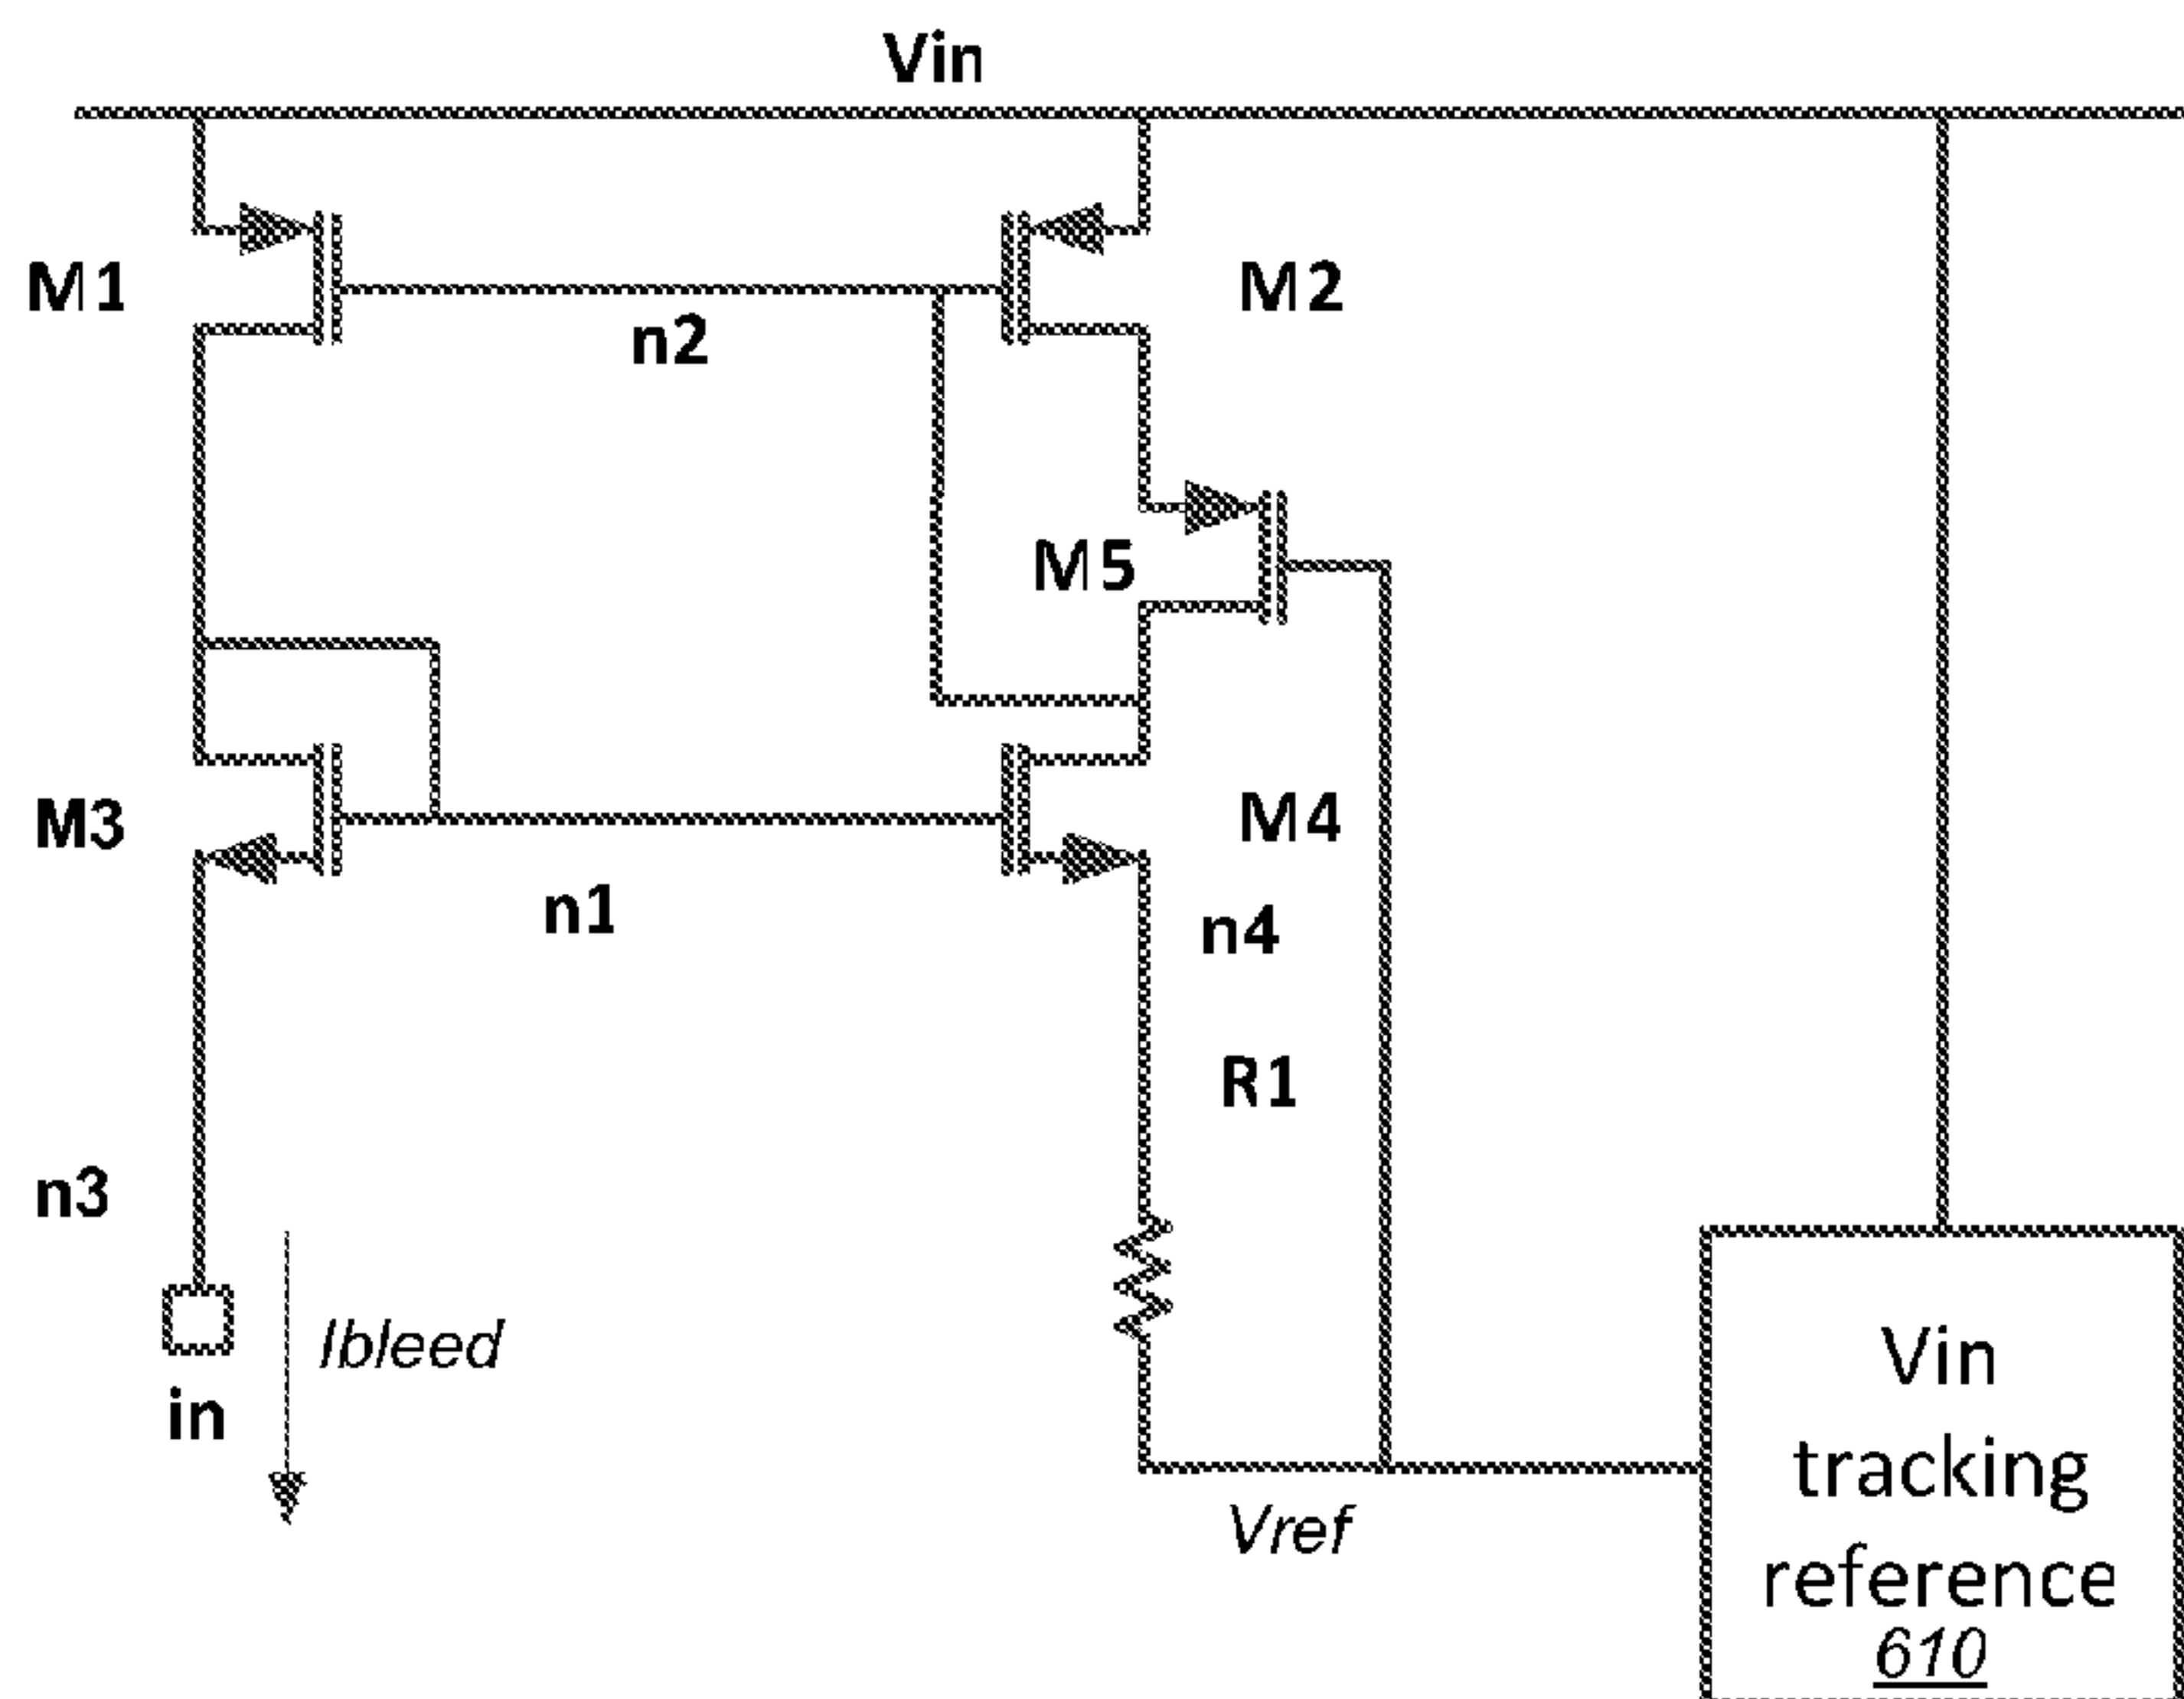 Vin
M1
M2
n2
M5
M3
M4
n1
n4
R1
n3
Ibleed
in
Vref
Vin
tracking
reference
610